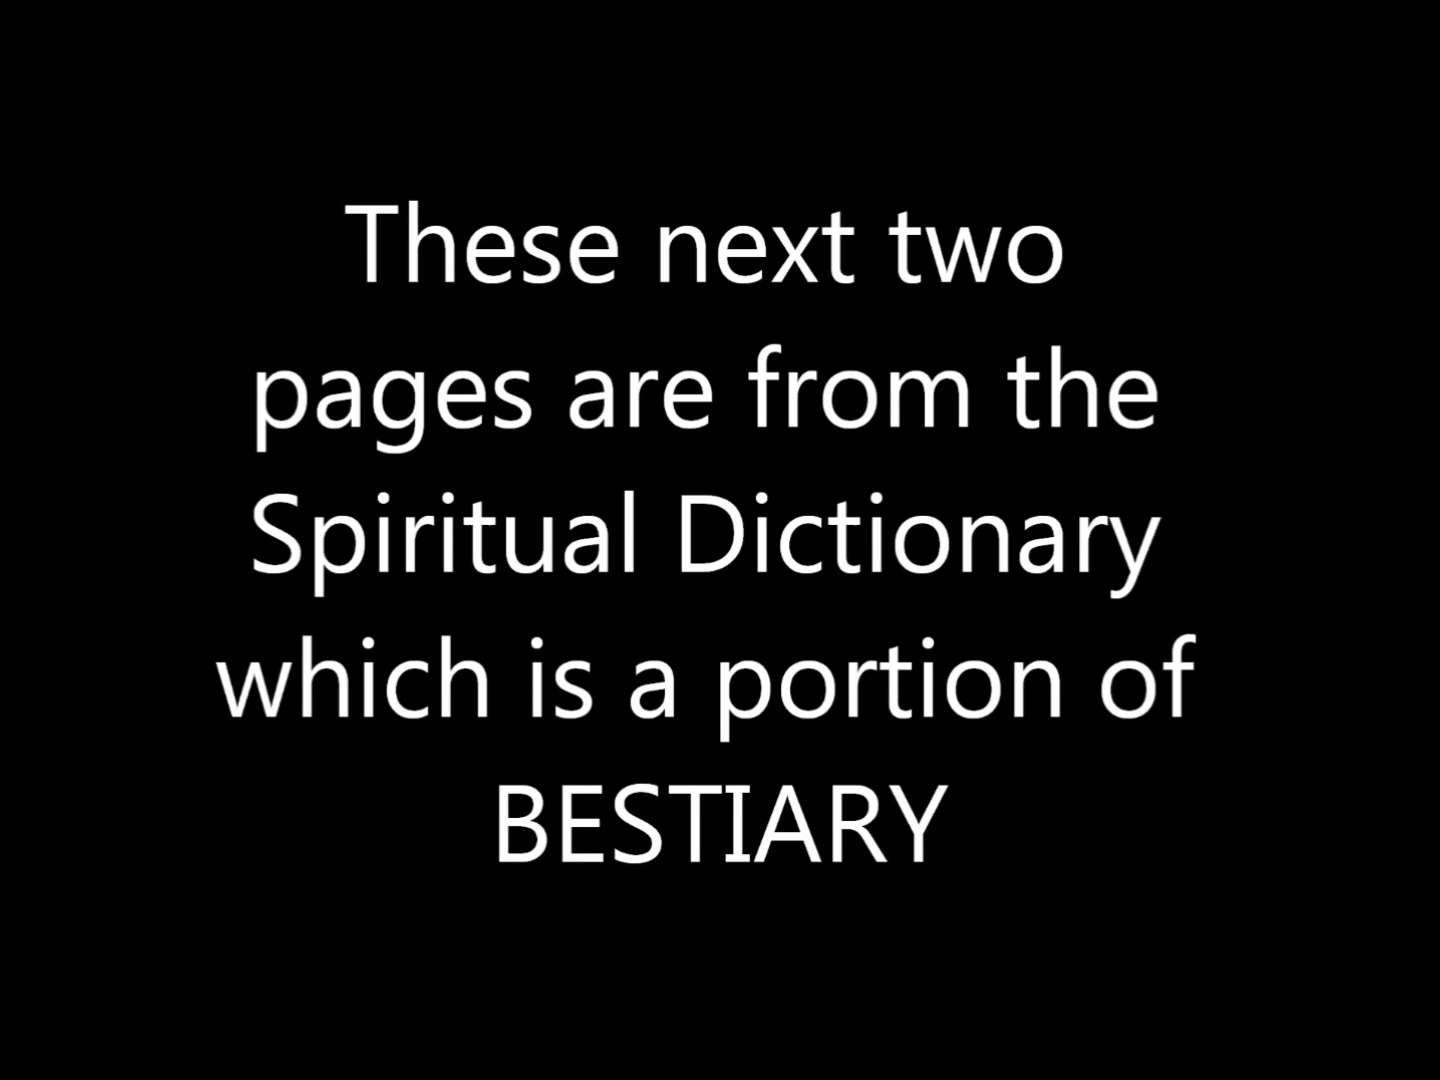 These next two
pages are from the
Spiritual Dictionary
which is a portion of
BESTIARY